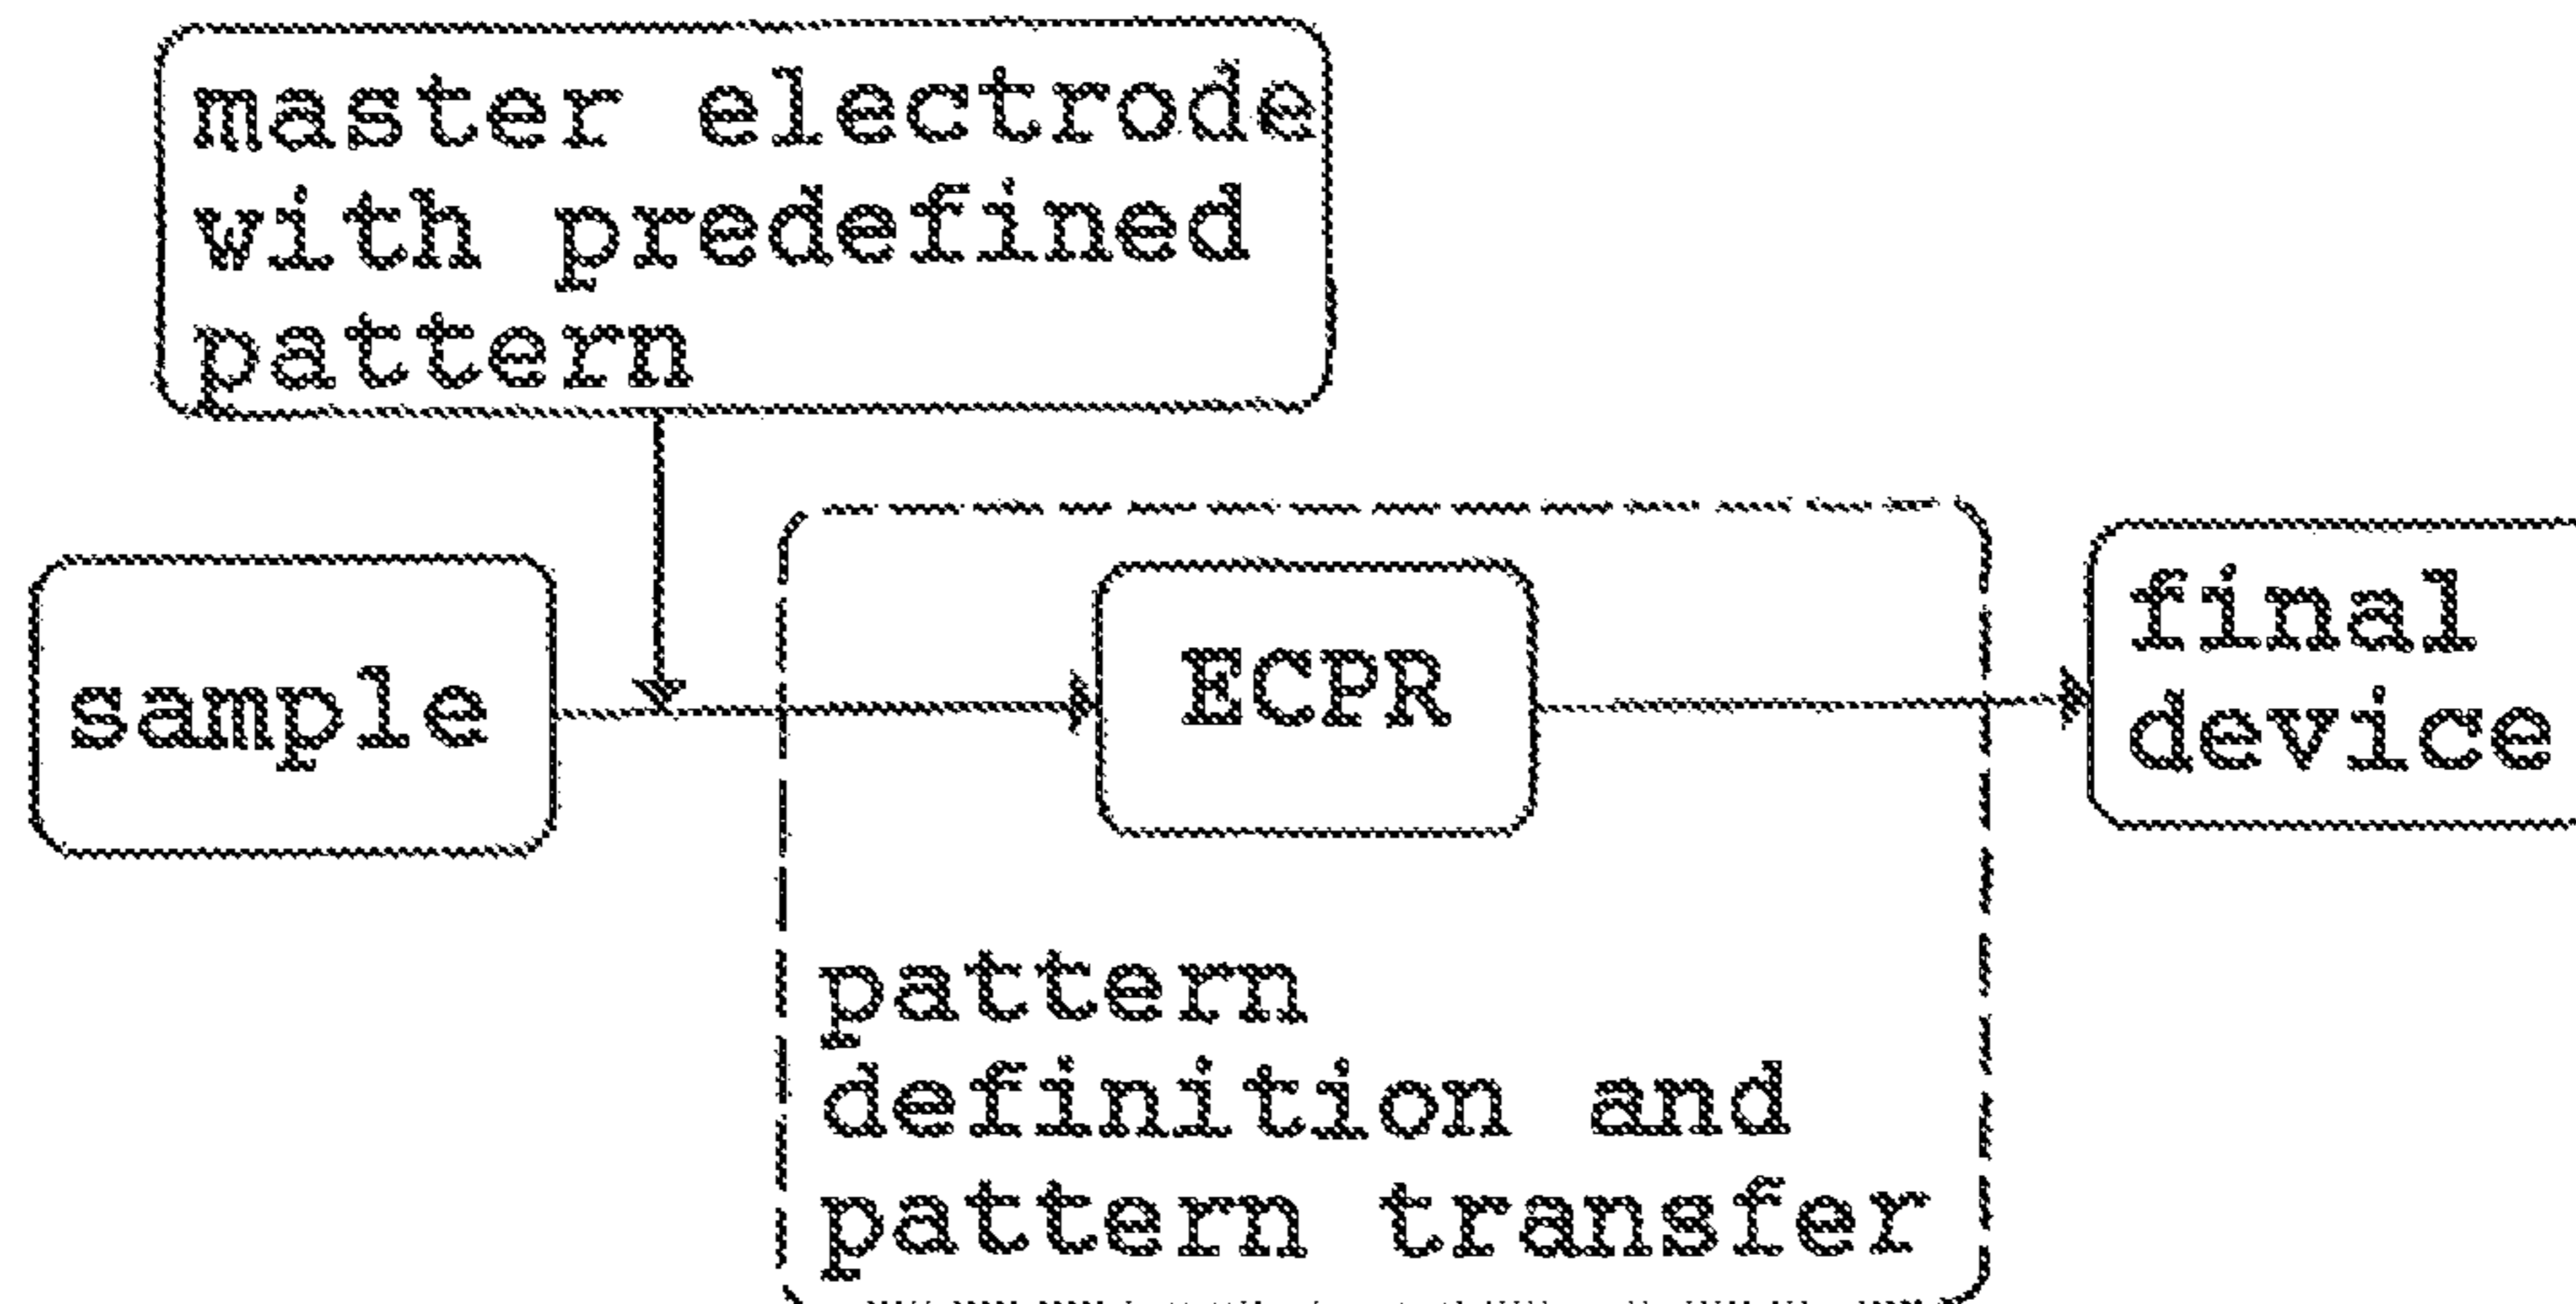 master electrode
with predefined
pattern
sample
ECPR
final
device
pattern
definition and
pattern transfer